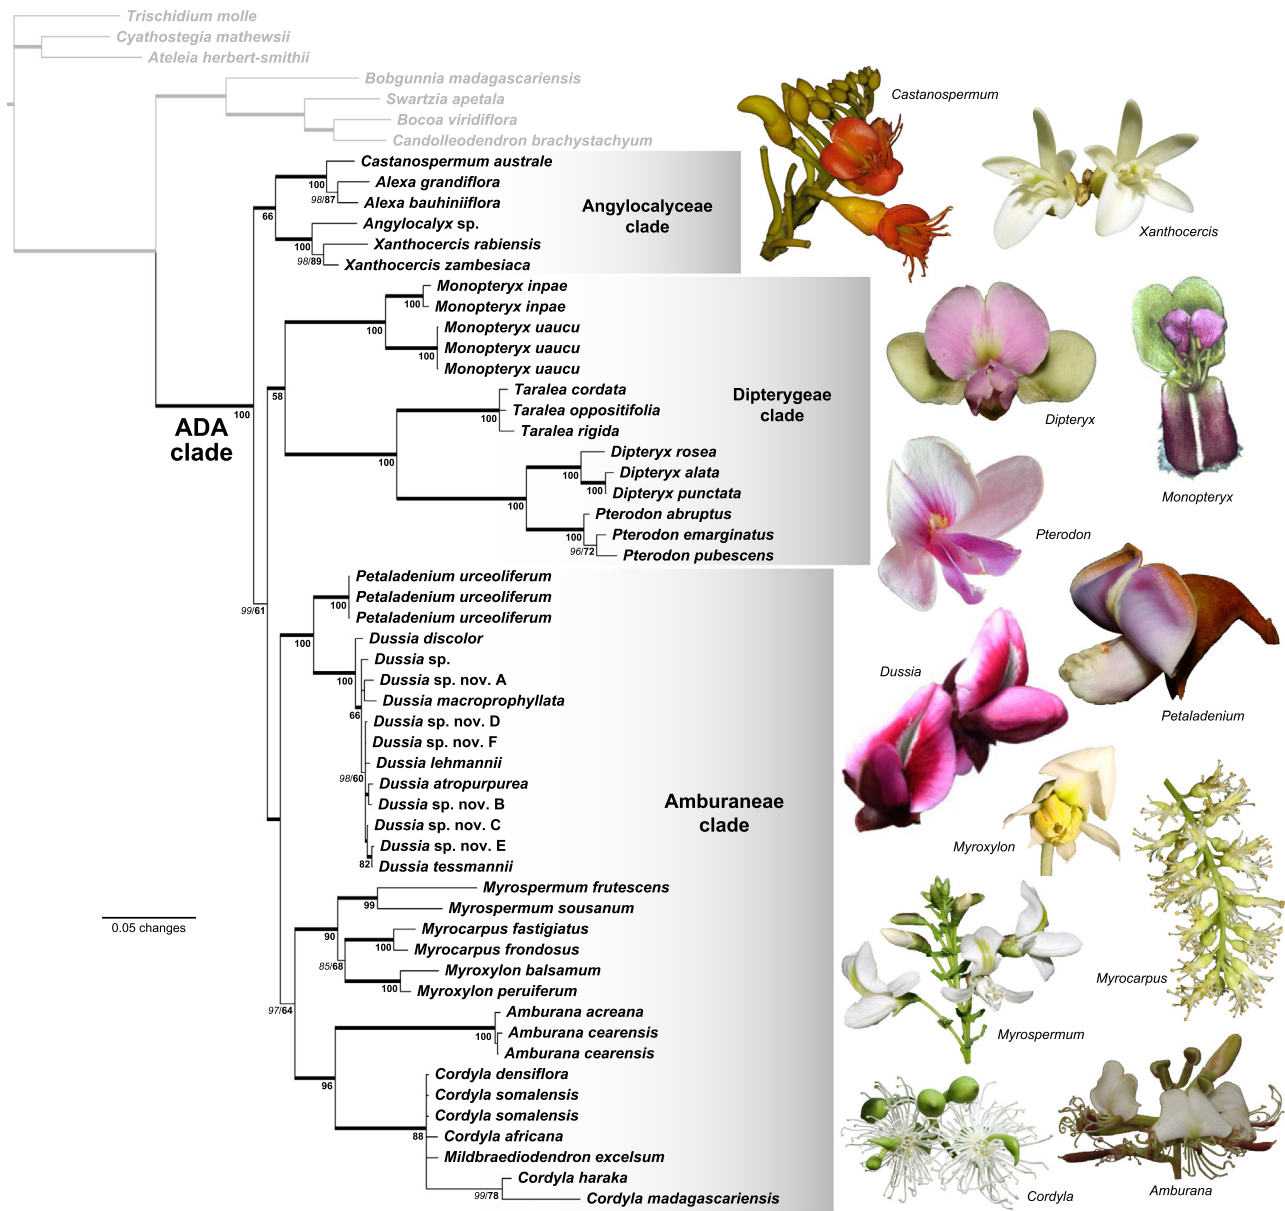 Trischidium molle
Cyathostegia mathewsii
Ateleia herbert-smithii
Bobgunnia madagascariensis
Swartzia apetala
Bocoa viridiflora
Candolleodendron brachystachyum
Castanospermum australe
100
Alexa grandiflora
98/87
Alexa bauhiniiflora
66
Angylocalyx sp.
100
Xanthocercis rabiensis
98/89
Xanthocercis zambesiaca
Angylocalyceae
clade
Monopteryx inpae
100
Monopteryx inpae
100
Monopteryx uaucu
Monopteryx uaucu
100
Monopteryx uaucu
58
Taralea cordata
Taralea oppositifolia
100
Taralea rigida
100
Dipteryx rosea
100
Dipteryx alata
100
Dipteryx punctata
100
Pterodon abruptus
100
Pterodon emarginatus
96/72
Pterodon pubescens
Dipterygeae
clade
100
ADA
clade
99/61
Petaladenium urceoliferum
Petaladenium urceoliferum
100
Petaladenium urceoliferum
100
Dussia discolor
Dussia sp.
100
Dussia sp. nov. A
Dussia macroprophyllata
66
Dussia sp. nov. D
Dussia sp. nov. F
Dussia lehmannii
98/60
Dussia atropurpurea
Dussia sp. nov. B
Dussia sp. nov. C
Dussia sp. nov. E
82
Dussia tessmannii
Amburaneae
clade
Myrospermum frutescens
99
Myrospermum sousanum
90
Myrocarpus fastigiatus
100
Myrocarpus frondosus
85/68
Myroxylon balsamum
100
Myroxylon peruiferum
97/64
Amburana acreana
100
Amburana cearensis
Amburana cearensis
96
Cordyla densiflora
Cordyla somalensis
Cordyla somalensis
88
Cordyla africana
Mildbraediodendron excelsum
Cordyla haraka
99/78
Cordyla madagascariensis
0.05 changes
Castanospermum
Xanthocercis
Dipteryx
Monopteryx
Pterodon
Dussia
Petaladenium
Myroxylon
Myrocarpus
Myrospermum
Cordyla
Amburana